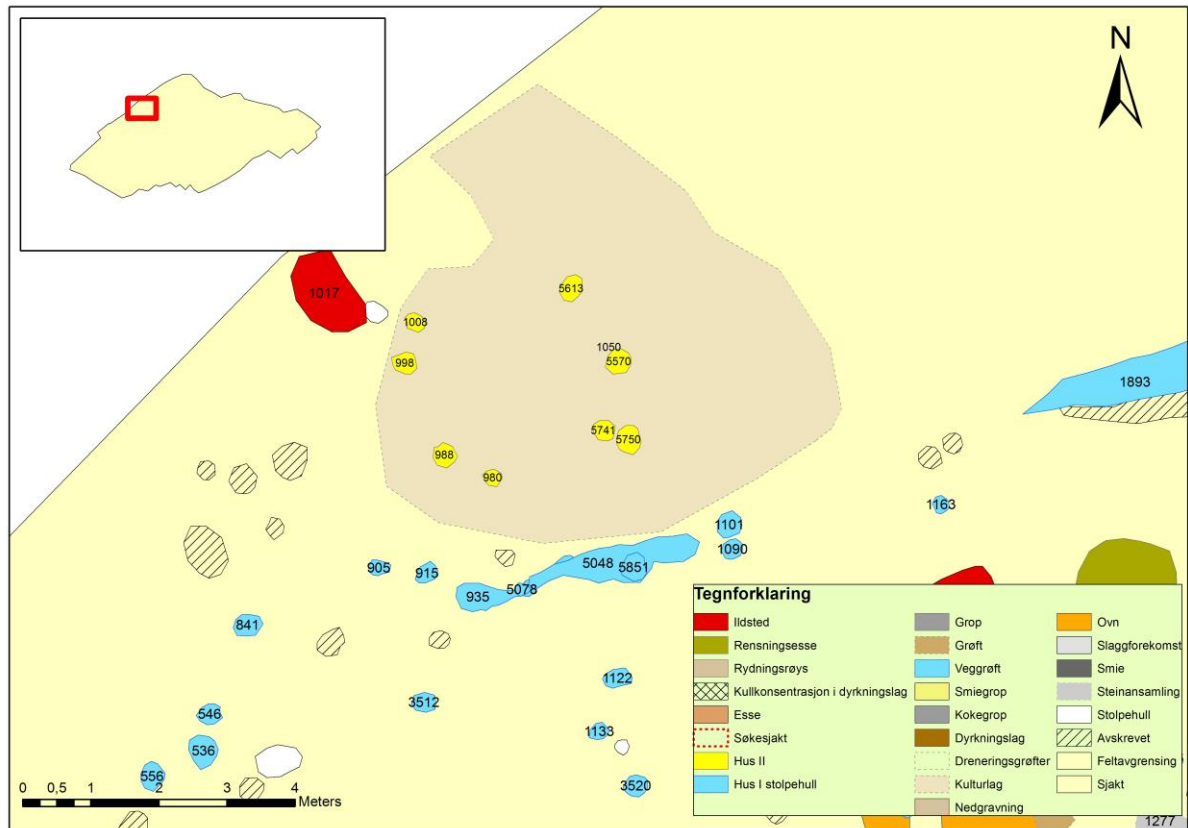 N
1017
5613
1008
1050
998
5570
1893
5741
5750
988
980
1163
1101
905
915
5048
5851
1090
935
5078
841
1122
3512
546
1133
536
556
3520
0 0,5 1 2 3 4
Meters
Tegnforklaring
Ildsted
Rensningsesse
Rydningsrøys
Kullkonsentrasjon i dyrkningslag
Esse
Søkesjakt
Hus II
Hus I stolpehull
Grop
Grøft
Veggrøft
Smiegrop
Kokegrop
Dyrkningslag
Dreneringsgrøfter
Kulturlag
Nedgravning
Ovn
Slaggforekomst
Smie
Steinansamling
Stolpehull
Avskrevet
Feltavgrensing
Sjakt
1277